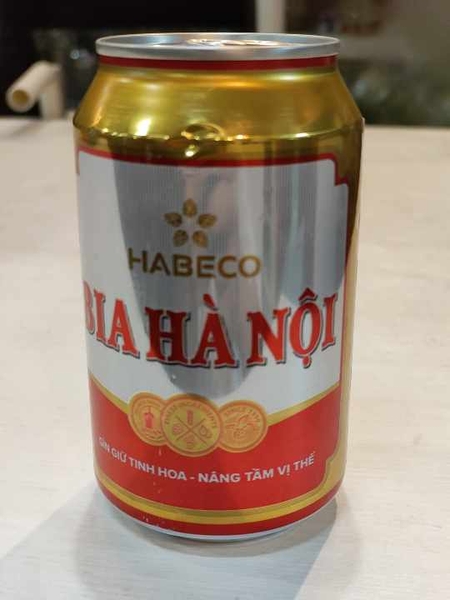 HABECO
BIA HÀ NỘI
GÌN GIỮ TINH HOA - NÂNG TẦM VỊ THẾ